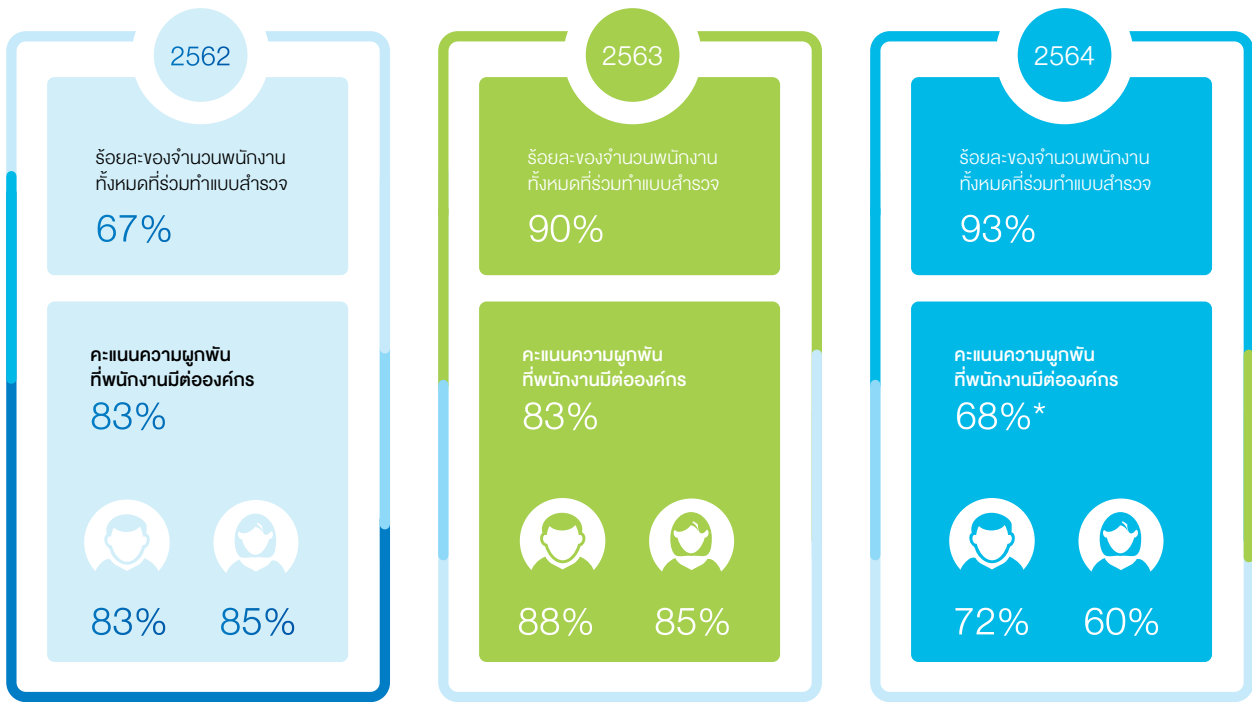 2562
ร้อยละของจำนวนพนักงาน
ทั้งหมดที่ร่วมทำแบบสำรวจ
67%
คะแนนความผูกพัน
ที่พนักงานมีต่อองค์กร
83%
83% 85%
2563
ร้อยละของจำนวนพนักงาน
ทั้งหมดที่ร่วมทำแบบสำรวจ
90%
คะแนนความผูกพัน
ที่พนักงานมีต่อองค์กร
83%
88% 85%
2564
ร้อยละของจำนวนพนักงาน
ทั้งหมดที่ร่วมทำแบบสำรวจ
93%
คะแนนความผูกพัน
ที่พนักงานมีต่อองค์กร
68%*
72% 60%